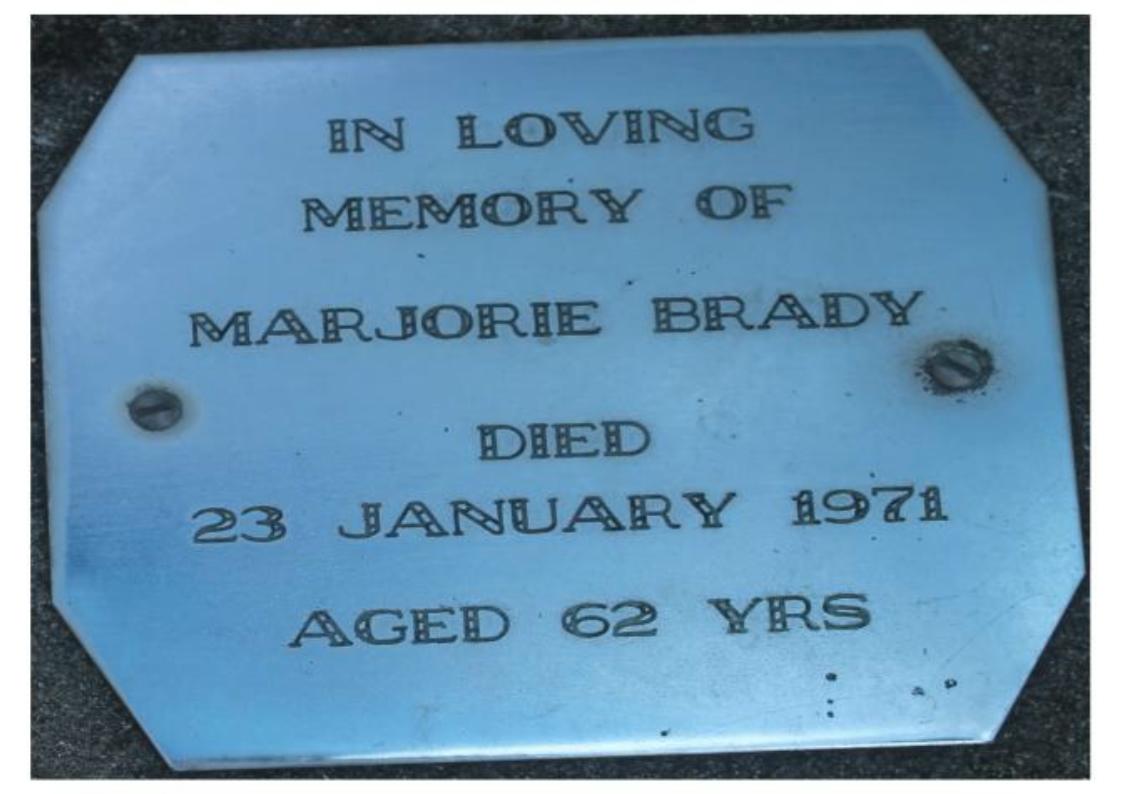 IN LOVING
MEMORY OF
MARJORIE BRADY
DIED
23 JANUARY 1971
AGED 62 YRS